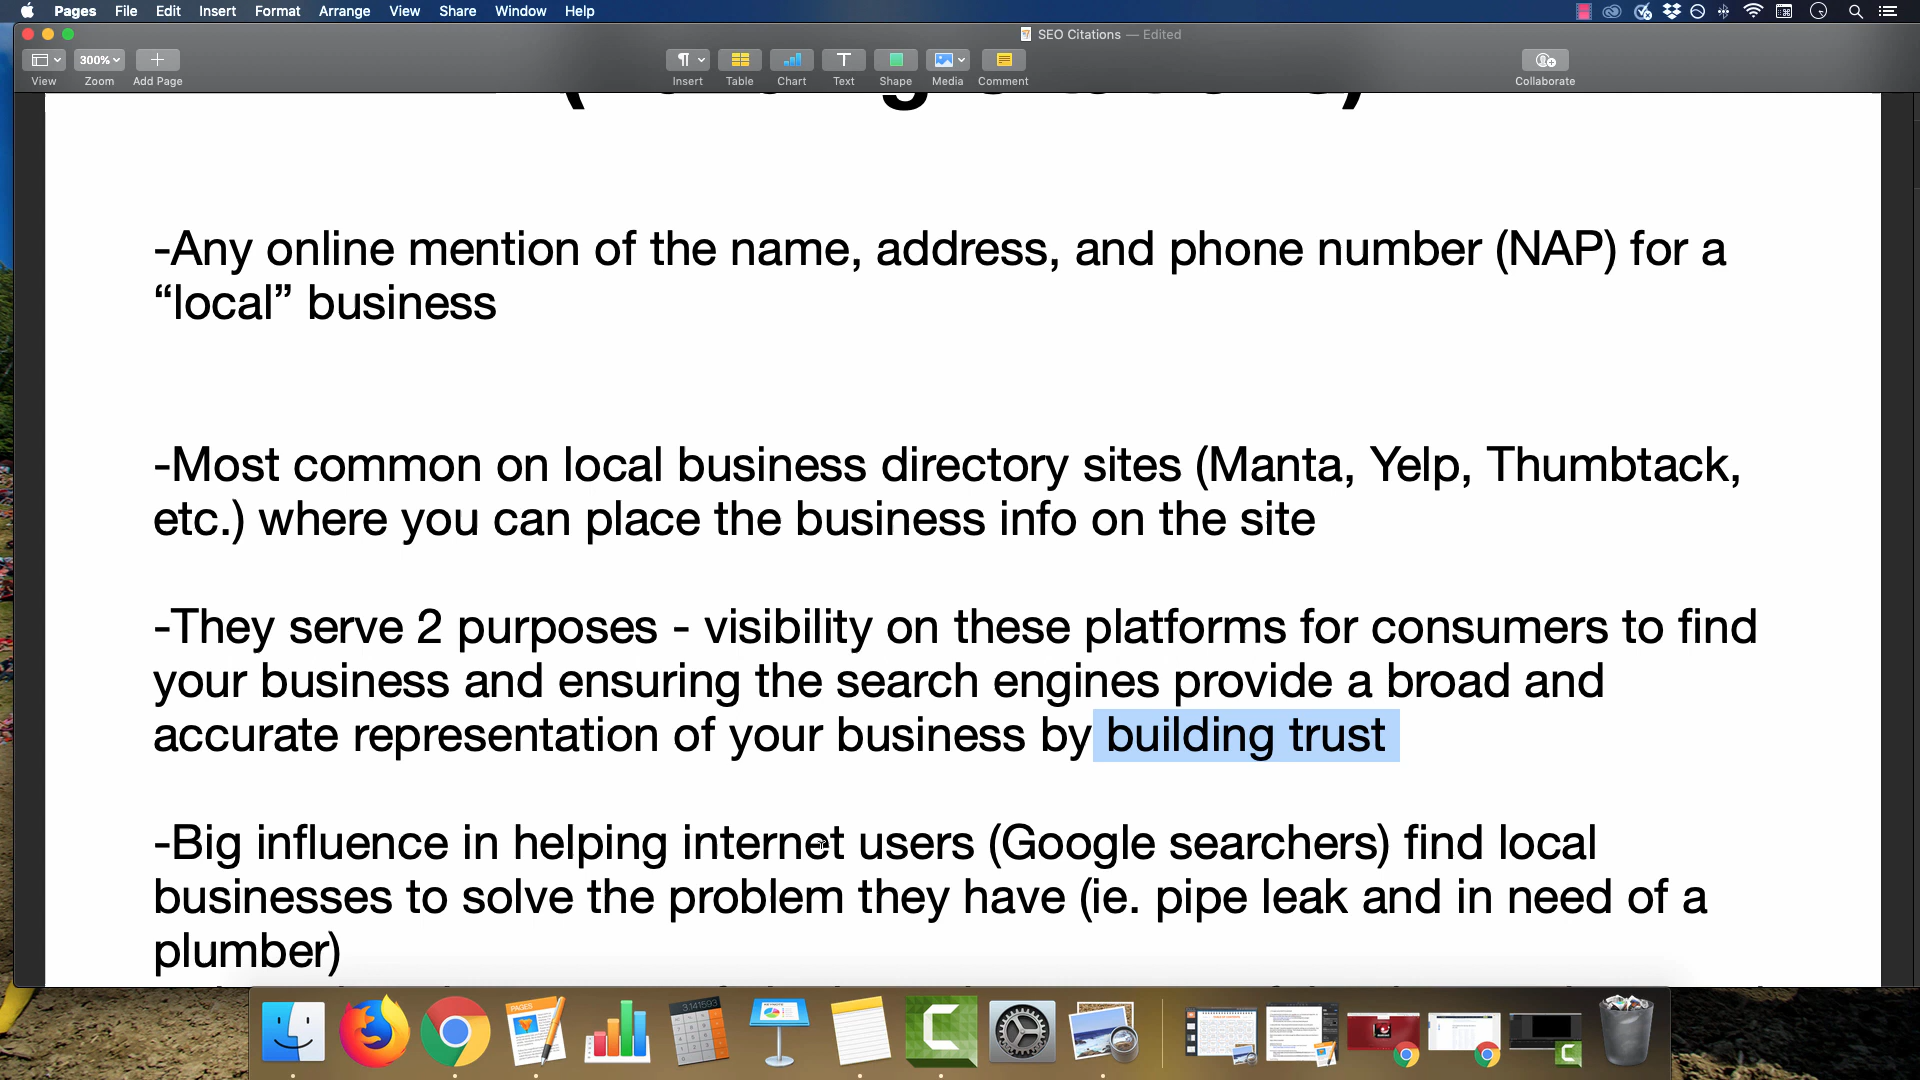 Pages File Edit Insert Format Arrange View Share Window Help
SEO Citations — Edited
300%
View Zoom Add Page Insert Table Chart Text Shape Media Comment Collaborate
-Any online mention of the name, address, and phone number (NAP) for a
“local” business
-Most common on local business directory sites (Manta, Yelp, Thumbtack,
etc.) where you can place the business info on the site
-They serve 2 purposes - visibility on these platforms for consumers to find
your business and ensuring the search engines provide a broad and
accurate representation of your business by building trust
-Big influence in helping internet users (Google searchers) find local
businesses to solve the problem they have (ie. pipe leak and in need of a
plumber)
PAGES
3.141593